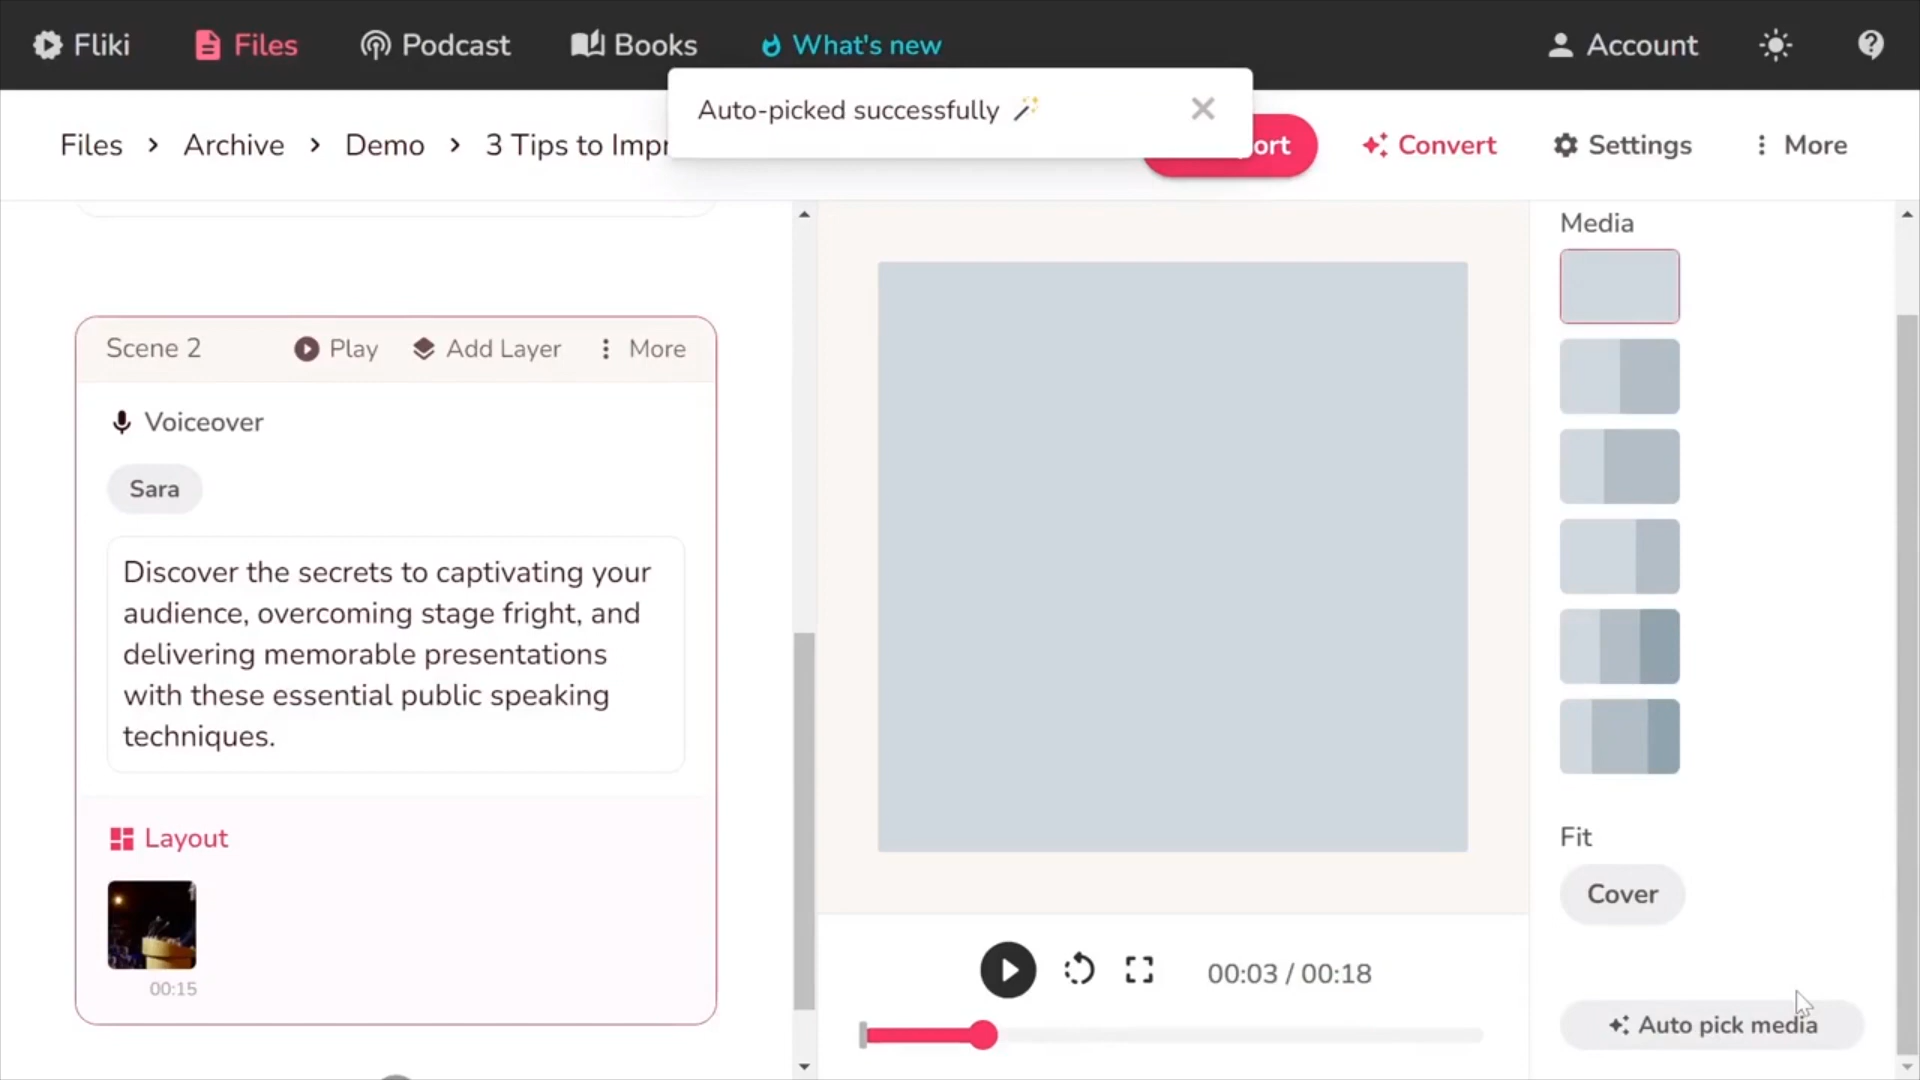 Fliki
Files
Podcast
Books
What's new
Account
Auto-picked successfully
Files > Archive > Demo > 3 Tips to Impr
ort
Convert
Settings
More
Media
Scene 2
Play
Add Layer
More
Voiceover
Sara
Discover the secrets to captivating your
audience, overcoming stage fright, and
delivering memorable presentations
with these essential public speaking
techniques.
Layout
00:15
00:03 / 00:18
Fit
Cover
Auto pick media